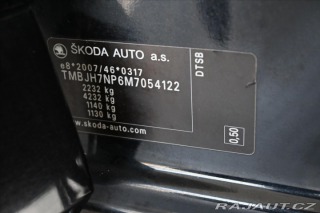 ŠKODA AUTO a.s.
e8*2007/46*0317
TMBJH7NP6M7054122
2232 kg
4232 kg
1140 kg
1130 kg
www.skoda-auto.com
DTSB
0,50
RAJAUT.CZ